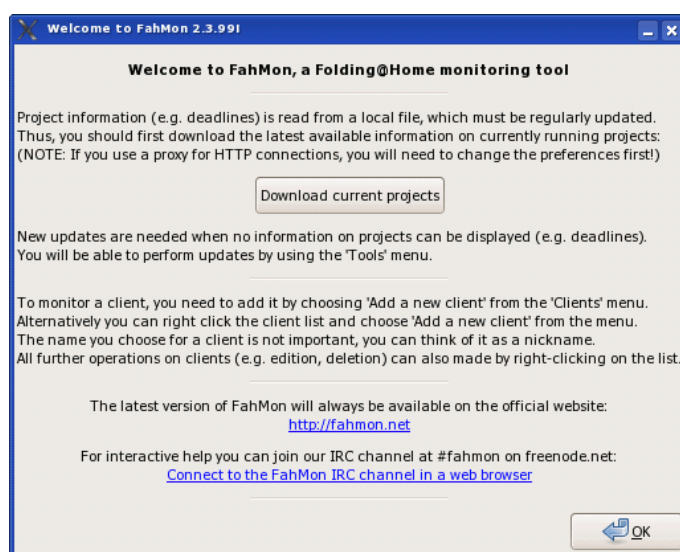 Welcome to FahMon 2.3.99I
Welcome to FahMon, a Folding@Home monitoring tool
Project information (e.g. deadlines) is read from a local file, which must be regularly updated.
Thus, you should first download the latest available information on currently running projects:
(NOTE: If you use a proxy for HTTP connections, you will need to change the preferences first!)
Download current projects
New updates are needed when no information on projects can be displayed (e.g. deadlines).
You will be able to perform updates by using the 'Tools' menu.
To monitor a client, you need to add it by choosing 'Add a new client' from the 'Clients' menu.
Alternatively you can right click the client list and choose 'Add a new client' from the menu.
The name you choose for a client is not important, you can think of it as a nickname.
All further operations on clients (e.g. edition, deletion) can also made by right-clicking on the list.
The latest version of FahMon will always be available on the official website:
http://fahmon.net
For interactive help you can join our IRC channel at #fahmon on freenode.net:
Connect to the FahMon IRC channel in a web browser
OK